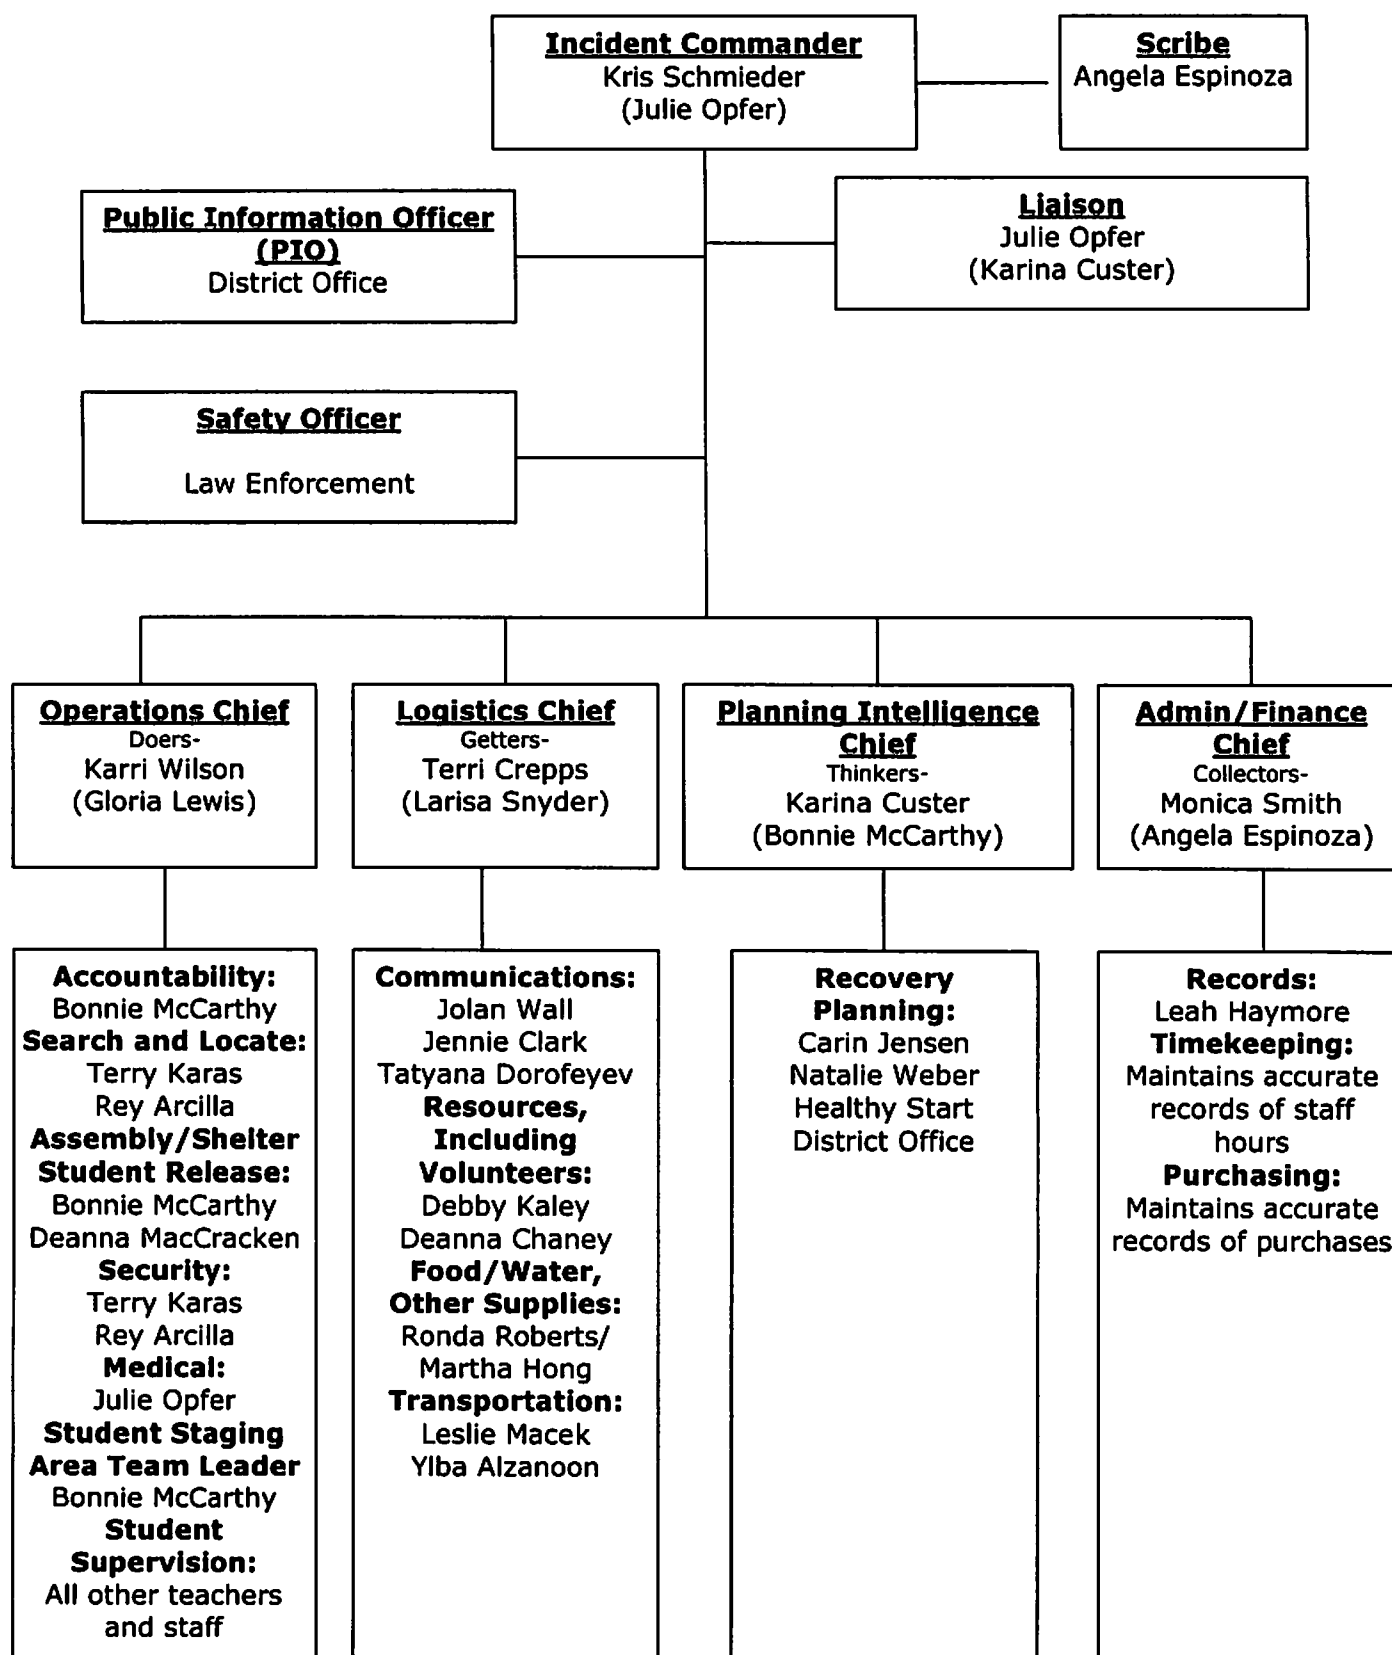 Incident Commander
Kris Schmieder
(Julie Opfer)
Scribe
Angela Espinoza
Public Information Officer
(PIO)
District Office
Liaison
Julie Opfer
(Karina Custer)
Safety Officer
Law Enforcement
Operations Chief
Doers-
Karri Wilson
(Gloria Lewis)
Logistics Chief
Getters-
Terri Crepps
(Larisa Snyder)
Planning Intelligence
Chief
Thinkers-
Karina Custer
(Bonnie McCarthy)
Admin/Finance
Chief
Collectors-
Monica Smith
(Angela Espinoza)
Accountability:
Bonnie McCarthy
Search and Locate:
Terry Karas
Rey Arcilla
Assembly/Shelter
Student Release:
Bonnie McCarthy
Deanna MacCracken
Security:
Terry Karas
Rey Arcilla
Medical:
Julie Opfer
Student Staging
Area Team Leader
Bonnie McCarthy
Student
Supervision:
All other teachers
and staff
Communications:
Jolan Wall
Jennie Clark
Tatyana Dorofeyev
Resources,
Including
Volunteers:
Debby Kaley
Deanna Chaney
Food/Water,
Other Supplies:
Ronda Roberts/
Martha Hong
Transportation:
Leslie Macek
Ylba Alzanoon
Recovery
Planning:
Carin Jensen
Natalie Weber
Healthy Start
District Office
Records:
Leah Haymore
Timekeeping:
Maintains accurate
records of staff
hours
Purchasing:
Maintains accurate
records of purchases